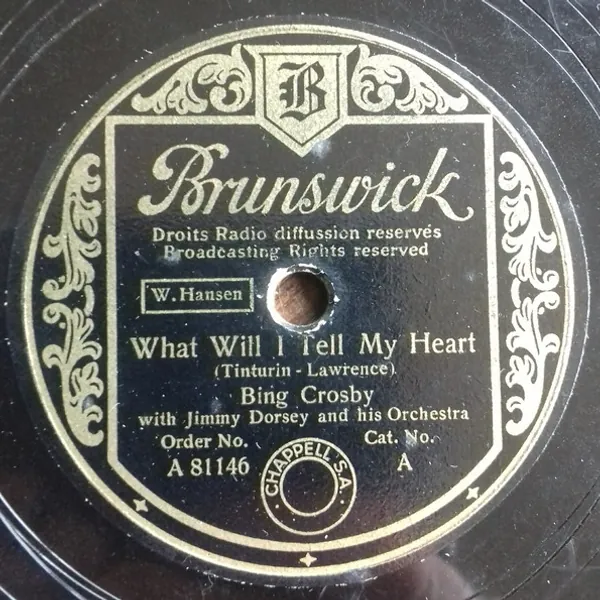 B
Brunswick
Droits Radio diffussion reservés
Broadcasting Rights reserved
W. Hansen
What Will I Tell My Heart
(Tinturin - Lawrence)
Bing Crosby
with Jimmy Dorsey and his Orchestra
Order No. Cat. No.
A 81146 A
CHAPPELL S.A.